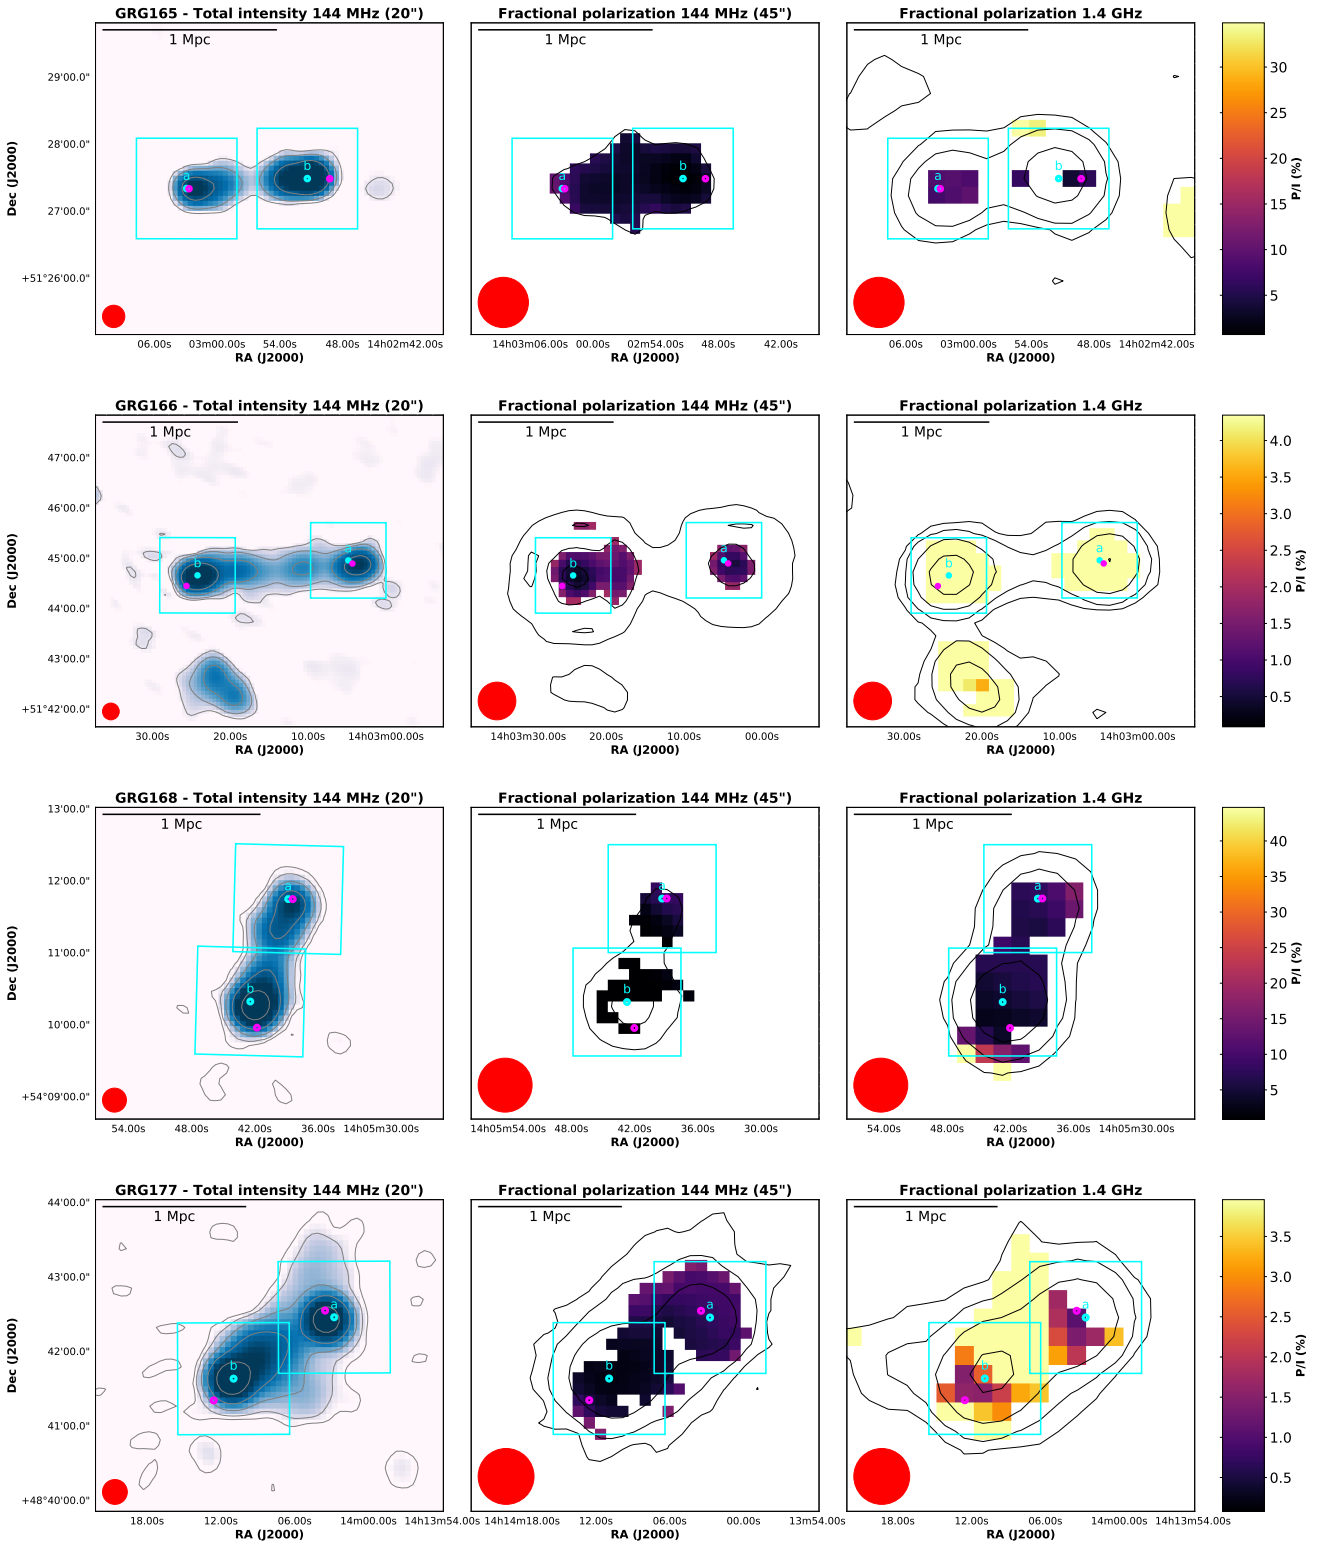 GRG165 - Total intensity 144 MHz (20")
Fractional polarization 144 MHz (45")
Fractional polarization 1.4 GHz
1 Mpc
1 Mpc
1 Mpc
29'00.0"
28'00.0"
27'00.0"
+51°26'00.0"
Dec (J2000)
a
b
a
b
a
b
30
25
20
15
10
5
P/I (%)
06.00s 03m00.00s 54.00s 48.00s 14h02m42.00s
14h03m06.00s 00.00s 02m54.00s 48.00s 42.00s
06.00s 03m00.00s 54.00s 48.00s 14h02m42.00s
RA (J2000)
RA (J2000)
RA (J2000)
GRG166 - Total intensity 144 MHz (20")
Fractional polarization 144 MHz (45")
Fractional polarization 1.4 GHz
1 Mpc
1 Mpc
1 Mpc
47'00.0"
46'00.0"
45'00.0"
44'00.0"
43'00.0"
+51°42'00.0"
Dec (J2000)
b
a
b
a
b
a
4.0
3.5
3.0
2.5
2.0
1.5
1.0
0.5
P/I (%)
30.00s 20.00s 10.00s 14h03m00.00s
14h03m30.00s 20.00s 10.00s 00.00s
30.00s 20.00s 10.00s 14h03m00.00s
RA (J2000)
RA (J2000)
RA (J2000)
GRG168 - Total intensity 144 MHz (20")
Fractional polarization 144 MHz (45")
Fractional polarization 1.4 GHz
1 Mpc
1 Mpc
1 Mpc
13'00.0"
12'00.0"
11'00.0"
10'00.0"
+54°09'00.0"
Dec (J2000)
a
b
a
b
a
b
40
35
30
25
20
15
10
5
P/I (%)
54.00s 48.00s 42.00s 36.00s 14h05m30.00s
14h05m54.00s 48.00s 42.00s 36.00s 30.00s
54.00s 48.00s 42.00s 36.00s 14h05m30.00s
RA (J2000)
RA (J2000)
RA (J2000)
GRG177 - Total intensity 144 MHz (20")
Fractional polarization 144 MHz (45")
Fractional polarization 1.4 GHz
1 Mpc
1 Mpc
1 Mpc
44'00.0"
43'00.0"
42'00.0"
41'00.0"
+48°40'00.0"
Dec (J2000)
a
b
a
b
a
b
3.5
3.0
2.5
2.0
1.5
1.0
0.5
P/I (%)
18.00s 12.00s 06.00s 14m00.00s 14h13m54.00s
14h14m18.00s 12.00s 06.00s 00.00s 13m54.00s
18.00s 12.00s 06.00s 14m00.00s 14h13m54.00s
RA (J2000)
RA (J2000)
RA (J2000)